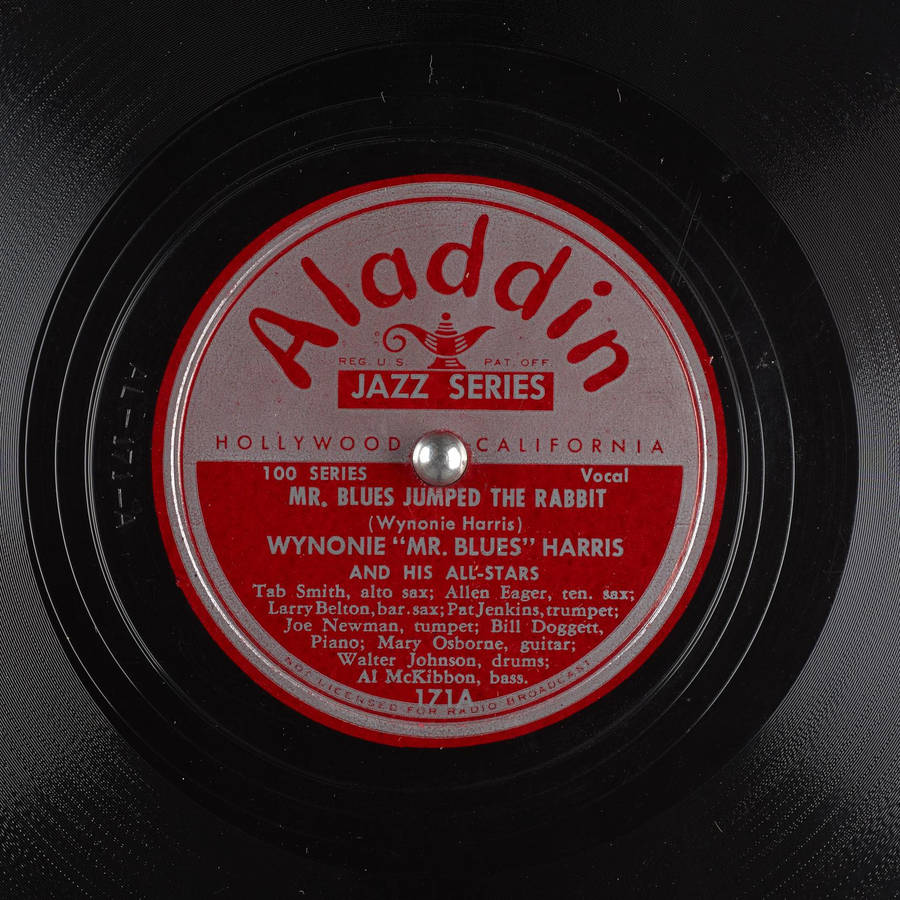 Aladdin
REG. U.S. PAT. OFF.
JAZZ SERIES
HOLLYWOOD CALIFORNIA
100 SERIES Vocal
MR. BLUES JUMPED THE RABBIT
(Wynonie Harris)
WYNONIE "MR. BLUES" HARRIS
AND HIS ALL-STARS
Tab Smith, alto sax; Allen Eager, ten. sax;
Larry Belton, bar. sax; Pat Jenkins, trumpet;
Joe Newman, tumpet; Bill Doggett,
Piano; Mary Osborne, guitar;
Walter Johnson, drums;
Al McKibbon, bass.
171A
NOT LICENSED FOR RADIO BROADCAST
AL-171-A